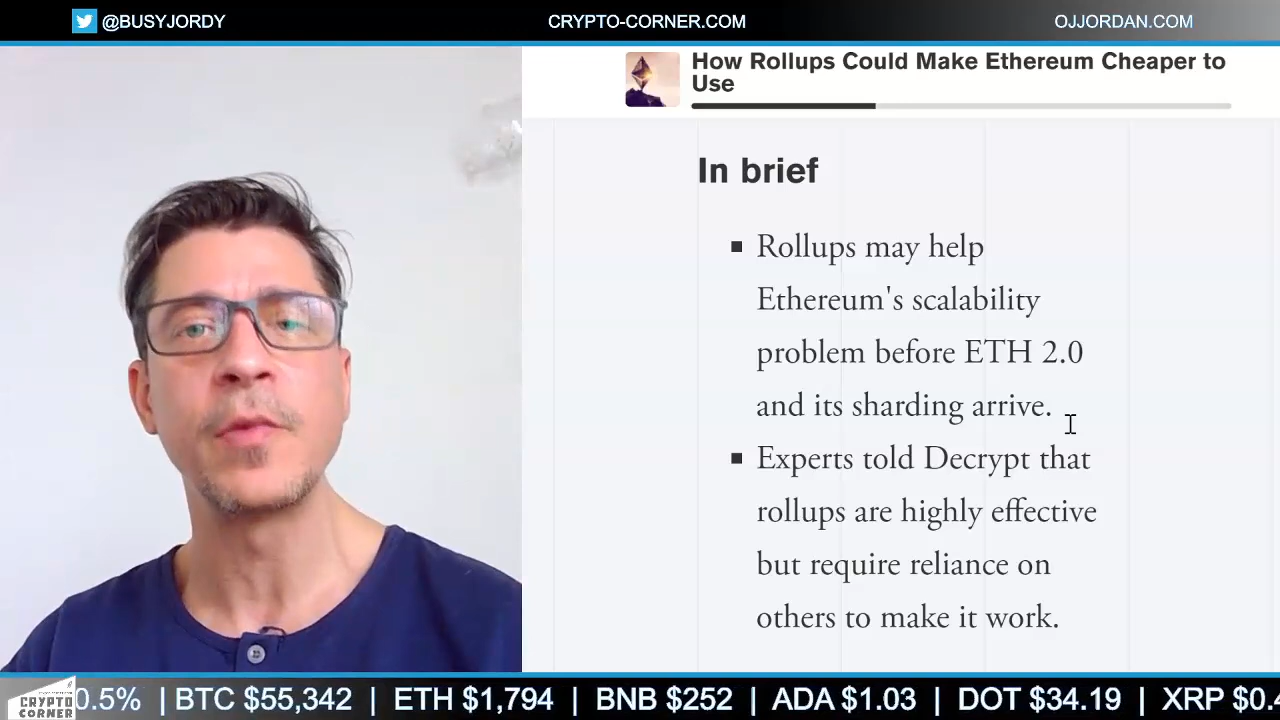 @BUSYJORDY
CRYPTO-CORNER.COM
OJJORDAN.COM
How Rollups Could Make Ethereum Cheaper to
Use
In brief
Rollups may help
Ethereum's scalability
problem before ETH 2.0
and its sharding arrive.
Experts told Decrypt that
rollups are highly effective
but require reliance on
others to make it work.
CRYPTO
CORNER
0.5% | BTC $55,342 | ETH $1,794 | BNB $252 | ADA $1.03 | DOT $34.19 | XRP